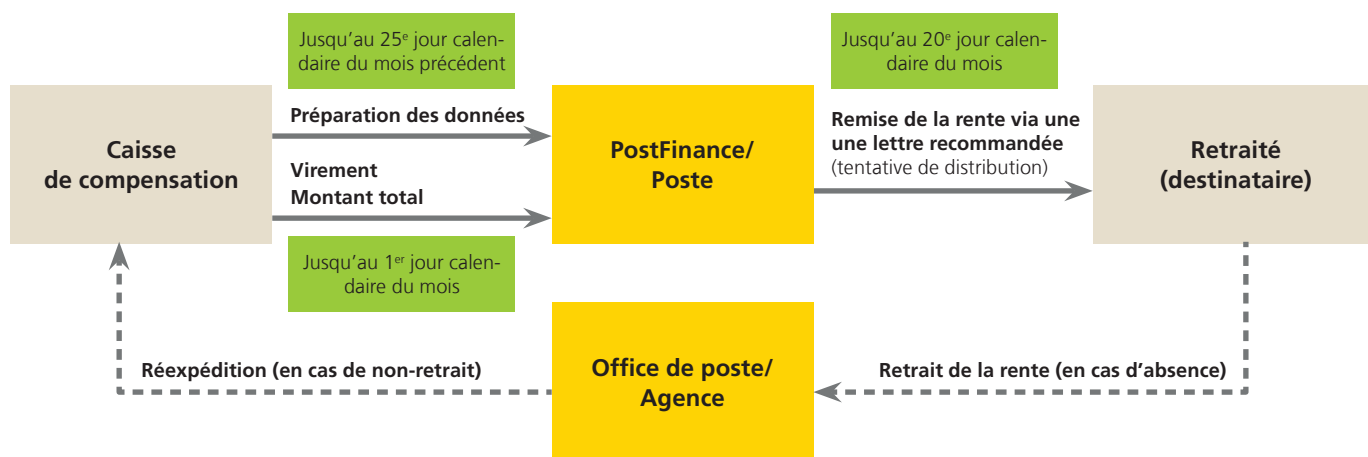 Jusqu'au 25e jour calen-
daire du mois précédent
Jusqu'au 20e jour calen-
daire du mois
Caisse
de compensation
Préparation des données
Virement
Montant total
PostFinance/
Poste
Remise de la rente via une
une lettre recommandée
(tentative de distribution)
Retraité
(destinataire)
Jusqu'au 1er jour calen-
daire du mois
Réexpédition (en cas de non-retrait)
Office de poste/
Agence
Retrait de la rente (en cas d'absence)